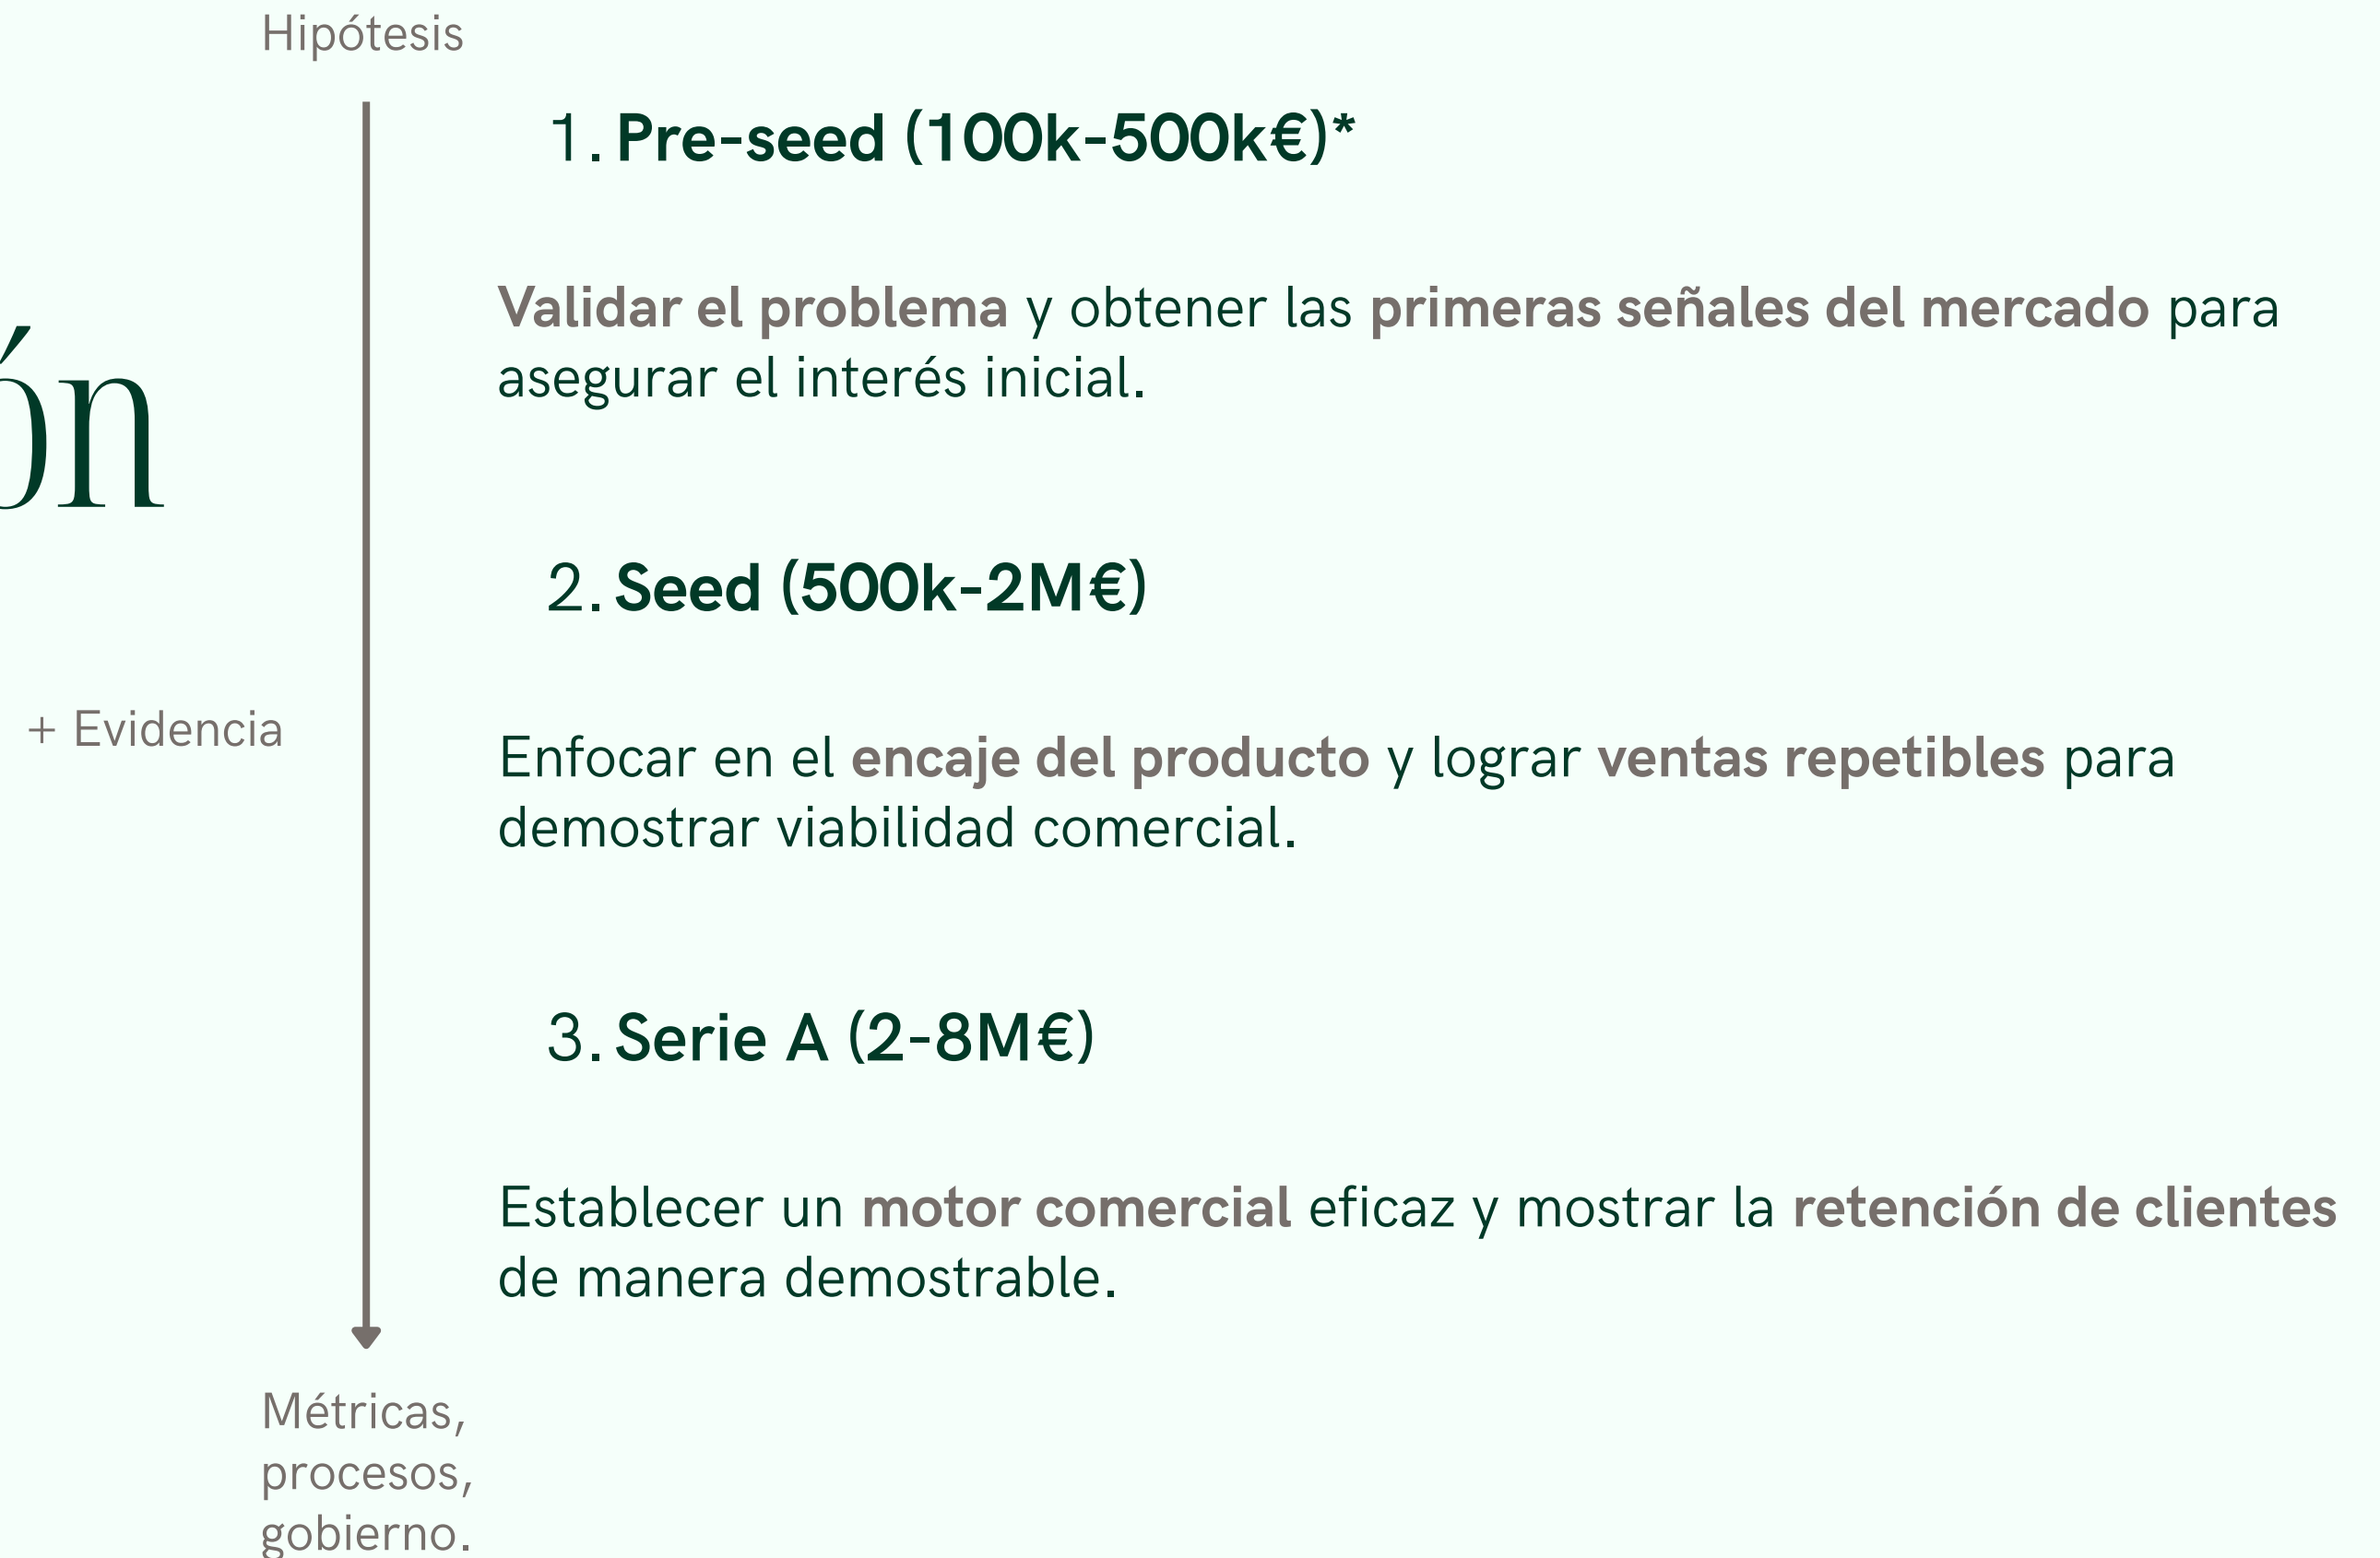 Hipótesis
1. Pre-seed (100k-500k€)*
Validar el problema y obtener las primeras señales del mercado para
asegurar el interés inicial.
ón
2. Seed (500k-2M€)
+ Evidencia
Enfocar en el encaje del producto y lograr ventas repetibles para
demostrar viabilidad comercial.
3. Serie A (2-8M€)
Establecer un motor comercial eficaz y mostrar la retención de clientes
de manera demostrable.
Métricas,
procesos,
gobierno.